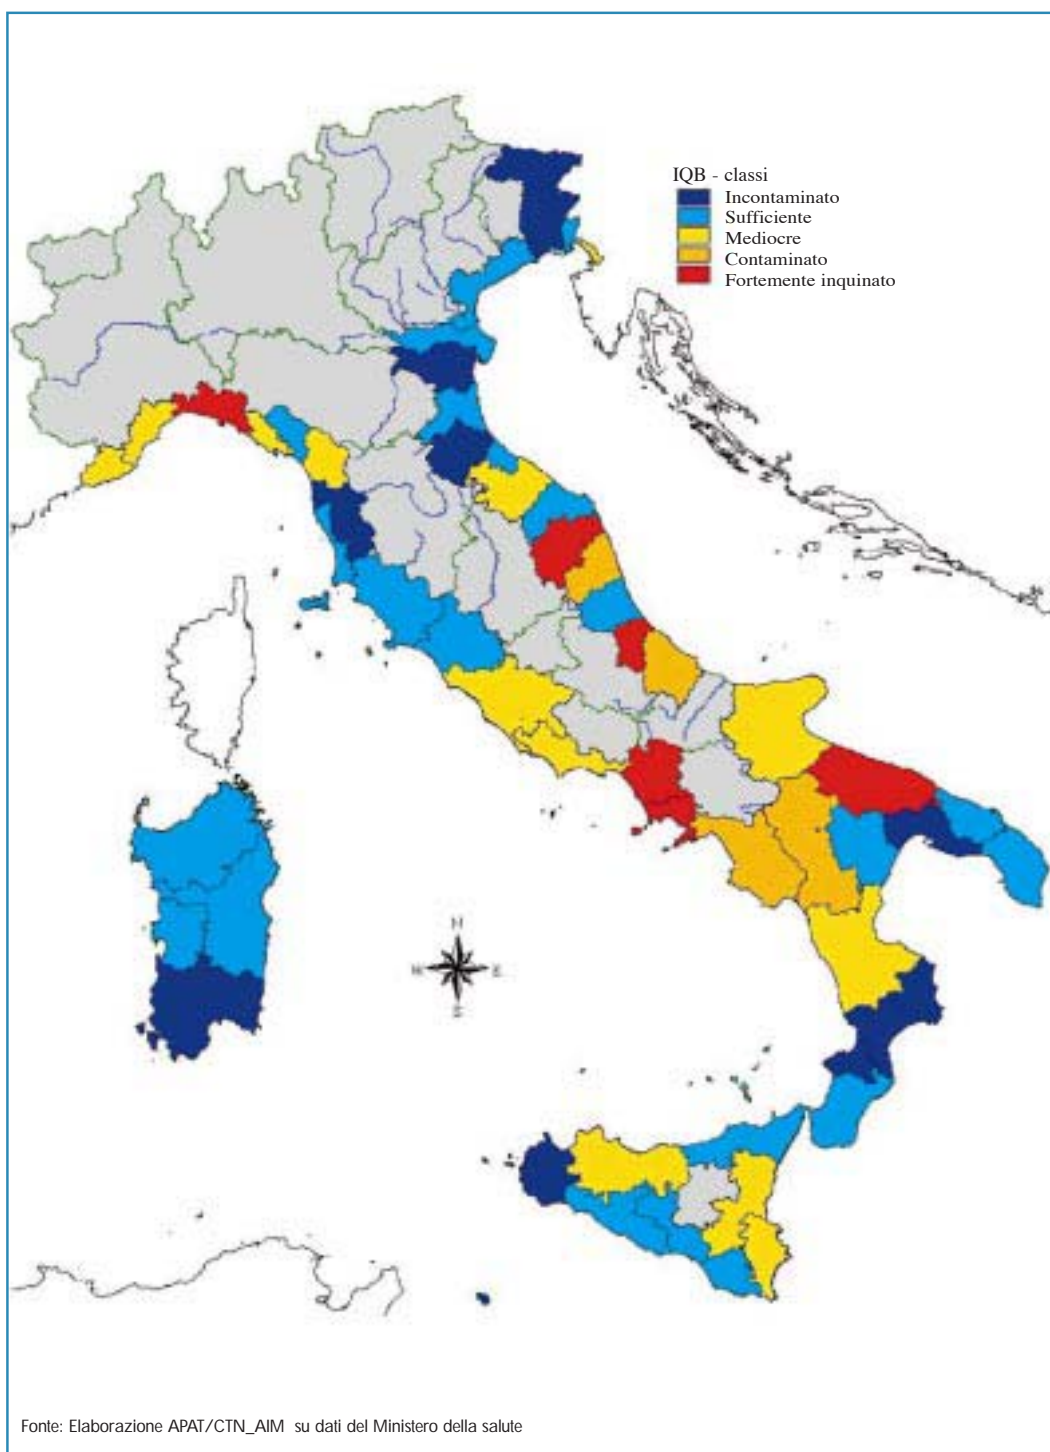 IQB - classi
Incontaminato
Sufficiente
Mediocre
Contaminato
Fortemente inquinato
Fonte: Elaborazione APAT/CTN_AIM su dati del Ministero della salute